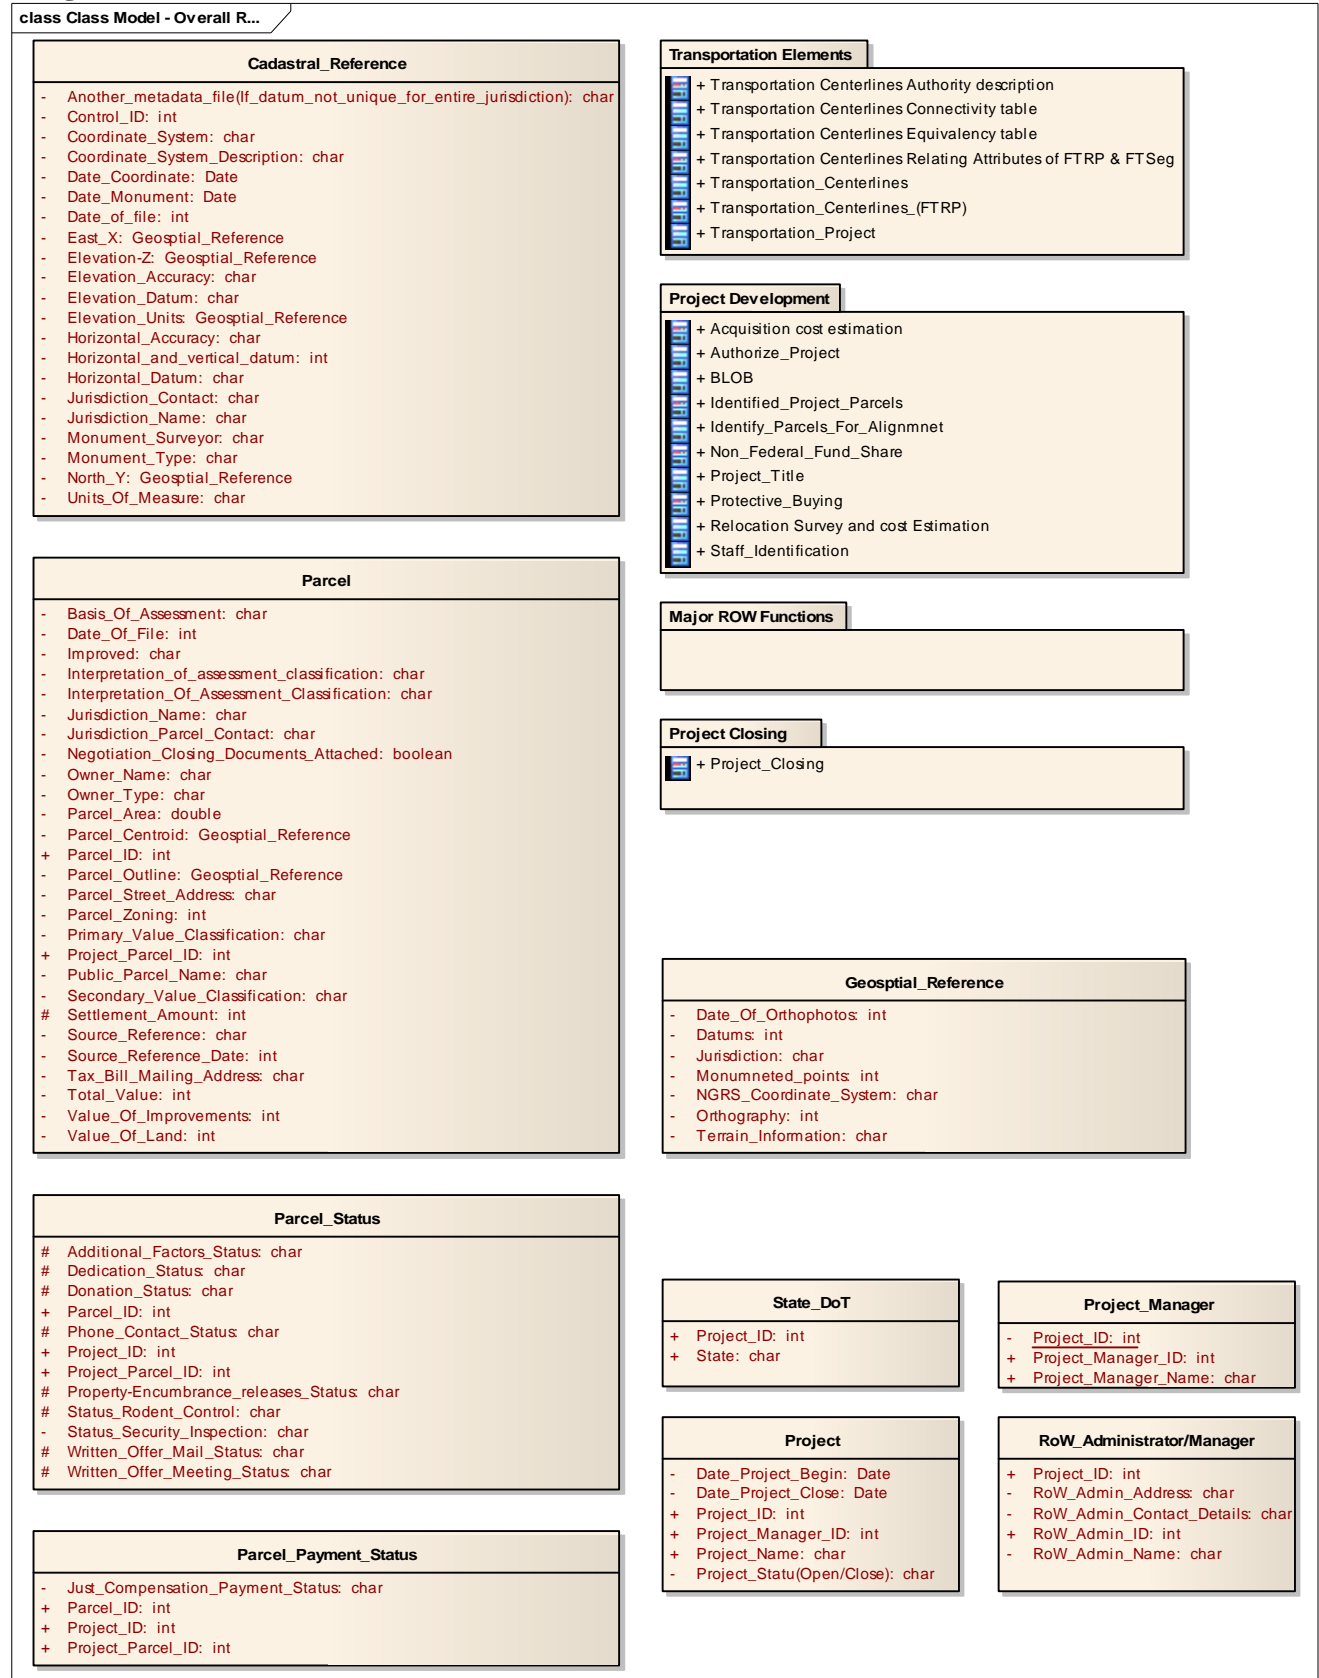 class Class Model - Overall R...
Cadastral_Reference
- Another_metadata_file(If_datum_not_unique_for_entire_jurisdiction): char
- Control_ID: int
- Coordinate_System: char
- Coordinate_System_Description: char
- Date_Coordinate: Date
- Date_Monument: Date
- Date_of_file: int
- East_X: Geosptial_Reference
- Elevation-Z: Geosptial_Reference
- Elevation_Accuracy: char
- Elevation_Datum: char
- Elevation_Units: Geosptial_Reference
- Horizontal_Accuracy: char
- Horizontal_and_vertical_datum: int
- Horizontal_Datum: char
- Jurisdiction_Contact: char
- Jurisdiction_Name: char
- Monument_Surveyor: char
- Monument_Type: char
- North_Y: Geosptial_Reference
- Units_Of_Measure: char
Parcel
- Basis_Of_Assessment: char
- Date_Of_File: int
- Improved: char
- Interpretation_of_assessment_classification: char
- Interpretation_Of_Assessment_Classification: char
- Jurisdiction_Name: char
- Jurisdiction_Parcel_Contact: char
- Negotiation_Closing_Documents_Attached: boolean
- Owner_Name: char
- Owner_Type: char
- Parcel_Area: double
- Parcel_Centroid: Geosptial_Reference
+ Parcel_ID: int
- Parcel_Outline: Geosptial_Reference
- Parcel_Street_Address: char
- Parcel_Zoning: int
- Primary_Value_Classification: char
+ Project_Parcel_ID: int
- Public_Parcel_Name: char
- Secondary_Value_Classification: char
# Settlement_Amount: int
- Source_Reference: char
- Source_Reference_Date: int
- Tax_Bill_Mailing_Address: char
- Total_Value: int
- Value_Of_Improvements: int
- Value_Of_Land: int
Parcel_Status
# Additional_Factors_Status: char
# Dedication_Status: char
# Donation_Status: char
+ Parcel_ID: int
# Phone_Contact_Status: char
+ Project_ID: int
+ Project_Parcel_ID: int
# Property-Encumbrance_releases_Status: char
# Status_Rodent_Control: char
- Status_Security_Inspection: char
# Written_Offer_Mail_Status: char
# Written_Offer_Meeting_Status: char
Parcel_Payment_Status
- Just_Compensation_Payment_Status: char
+ Parcel_ID: int
+ Project_ID: int
+ Project_Parcel_ID: int
Transportation Elements
+ Transportation Centerlines Authority description
+ Transportation Centerlines Connectivity table
+ Transportation Centerlines Equivalency table
+ Transportation Centerlines Relating Attributes of FTRP & FTSeg
+ Transportation_Centerlines
+ Transportation_Centerlines_(FTRP)
+ Transportation_Project
Project Development
+ Acquisition cost estimation
+ Authorize_Project
+ BLOB
+ Identified_Project_Parcels
+ Identify_Parcels_For_Alignmnet
+ Non_Federal_Fund_Share
+ Project_Title
+ Protective_Buying
+ Relocation Survey and cost Estimation
+ Staff_Identification
Major ROW Functions
Project Closing
+ Project_Closing
Geosptial_Reference
- Date_Of_Orthophotos: int
- Datums: int
- Jurisdiction: char
- Monumneted_points: int
- NGRS_Coordinate_System: char
- Orthography: int
- Terrain_Information: char
State_DoT
+ Project_ID: int
+ State: char
Project_Manager
- Project_ID: int
+ Project_Manager_ID: int
+ Project_Manager_Name: char
Project
- Date_Project_Begin: Date
- Date_Project_Close: Date
+ Project_ID: int
+ Project_Manager_ID: int
+ Project_Name: char
- Project_Statu(Open/Close): char
RoW_Administrator/Manager
+ Project_ID: int
- RoW_Admin_Address: char
- RoW_Admin_Contact_Details: char
+ RoW_Admin_ID: int
- RoW_Admin_Name: char